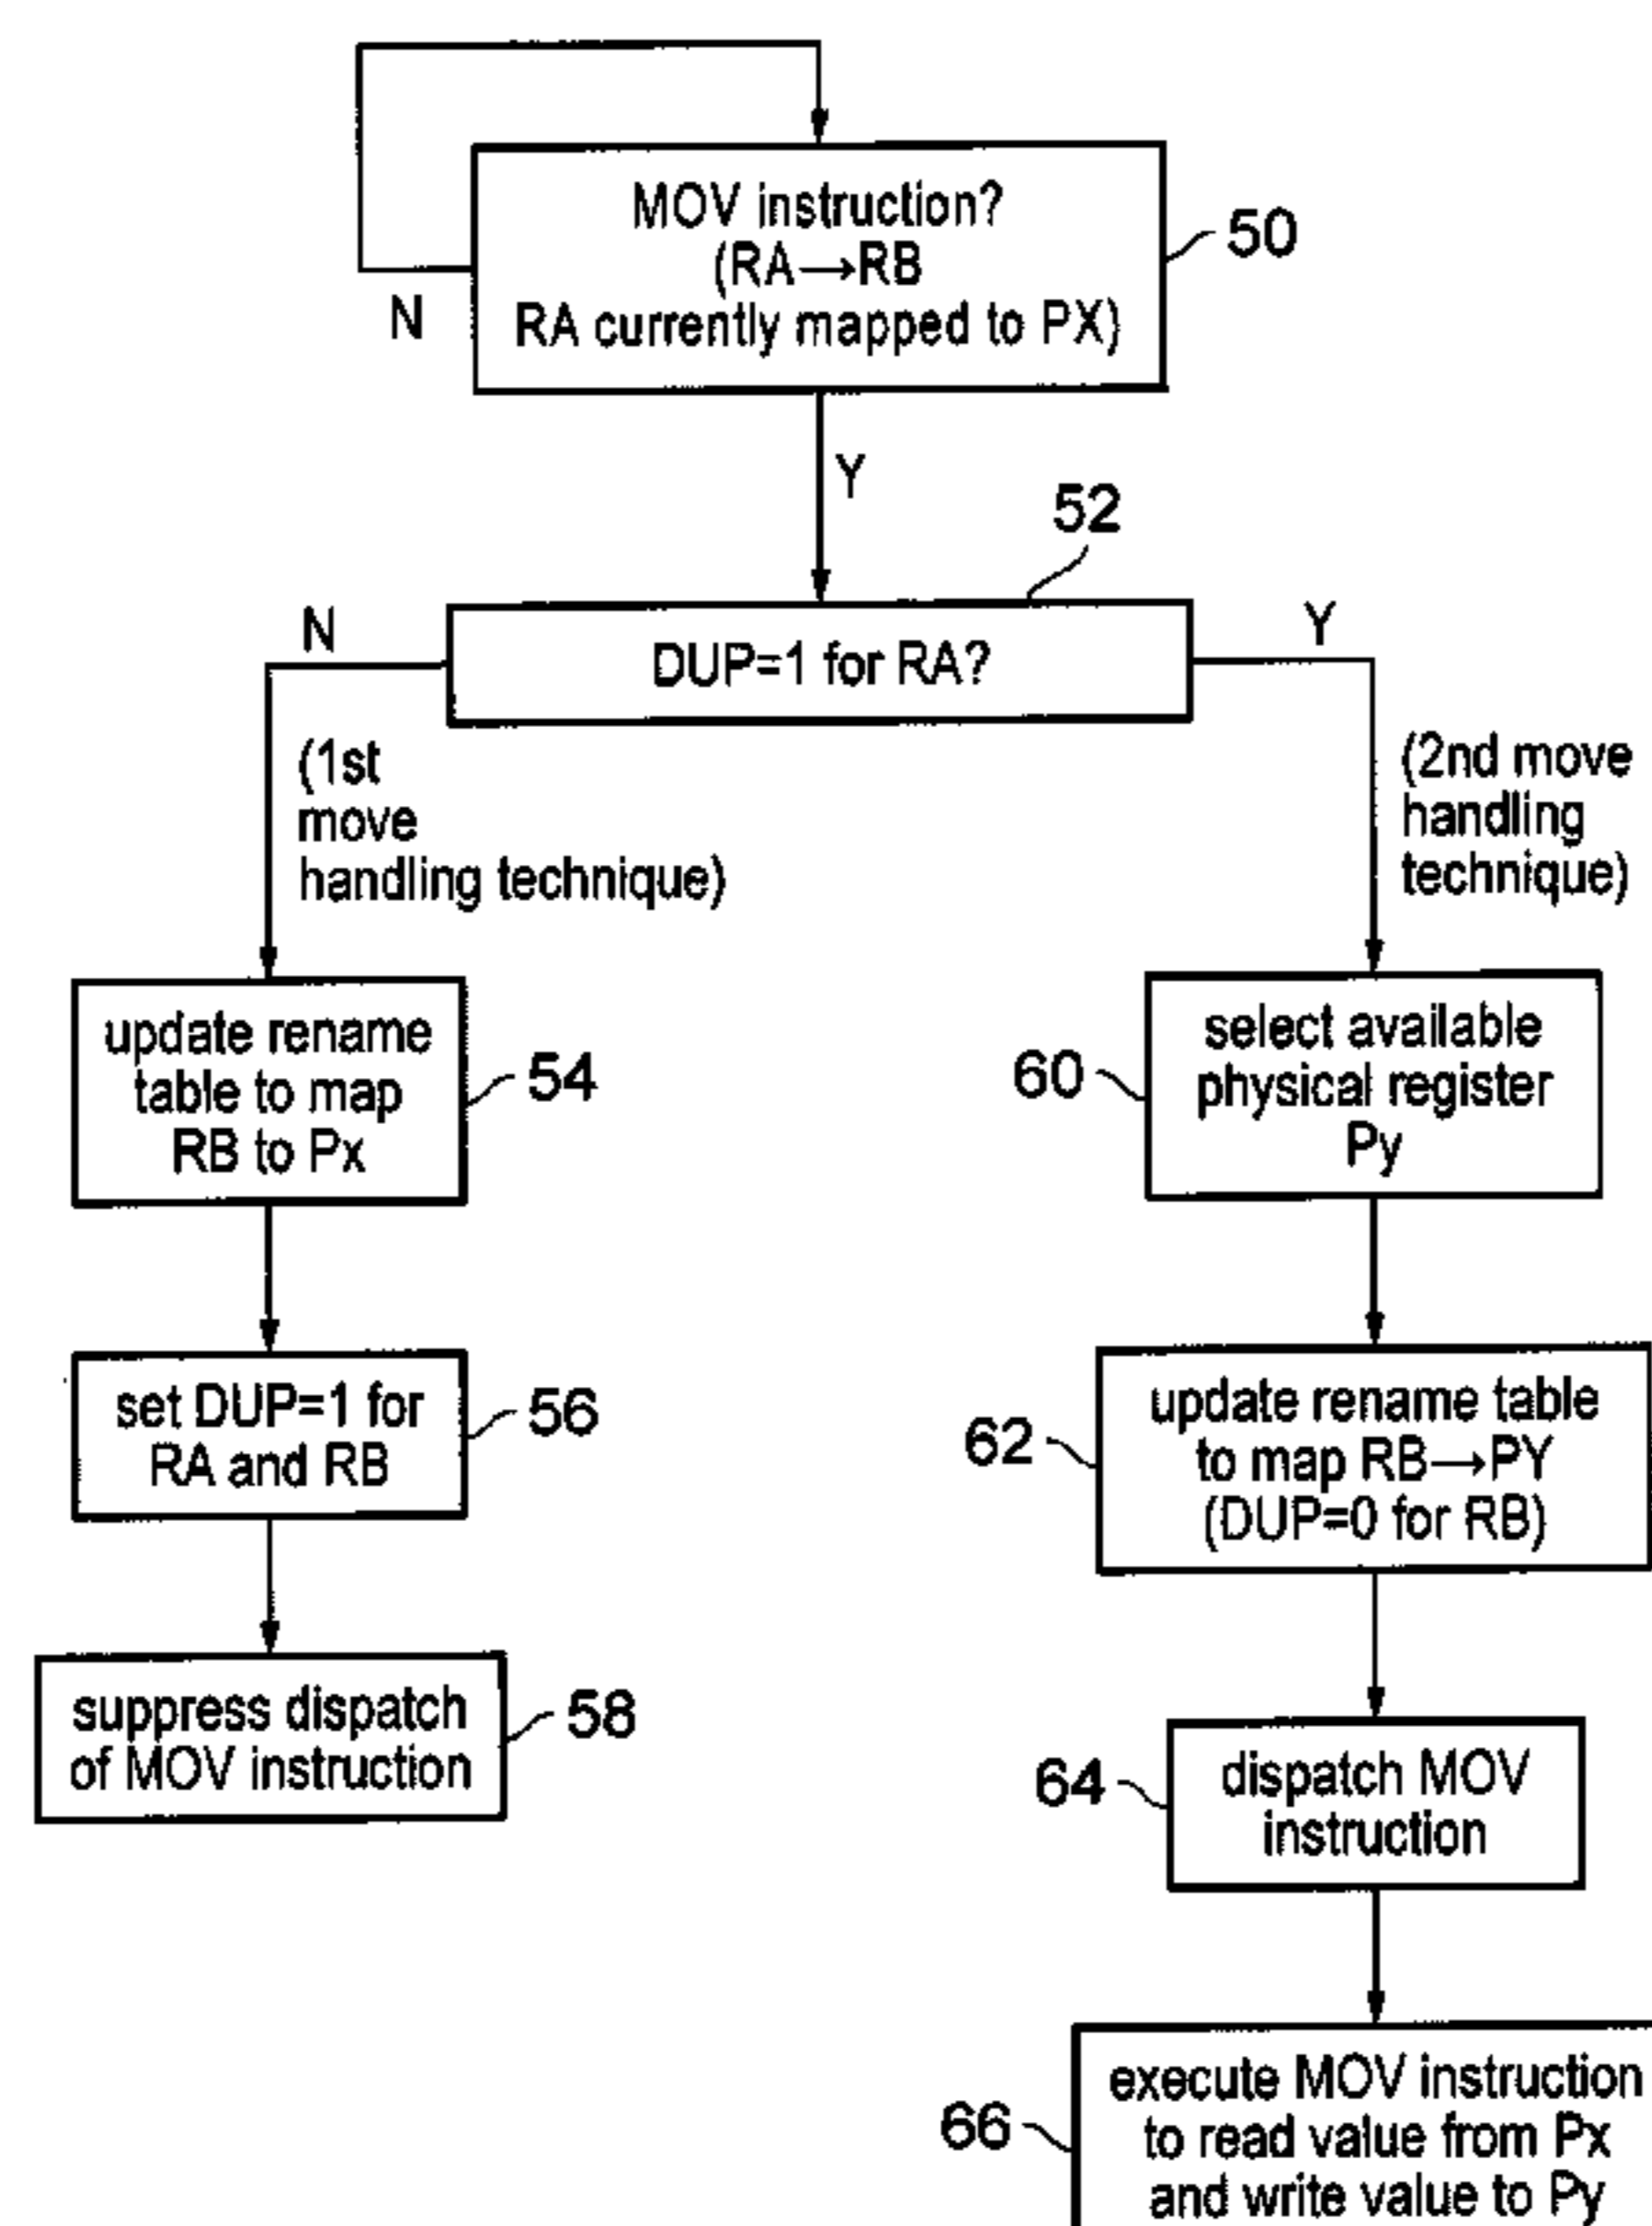 MOV instruction?
(RA→RB
RA currently mapped to PX)
50
N
Y
52
DUP=1 for RA?
N
Y
(1st
move
handling technique)
(2nd move
handling
technique)
update rename
table to map
RB to Px
54
select available
physical register
Py
60
set DUP=1 for
RA and RB
56
update rename table
to map RB→PY
(DUP=0 for RB)
62
suppress dispatch
of MOV instruction
58
dispatch MOV
instruction
64
execute MOV instruction
to read value from Px
and write value to Py
66